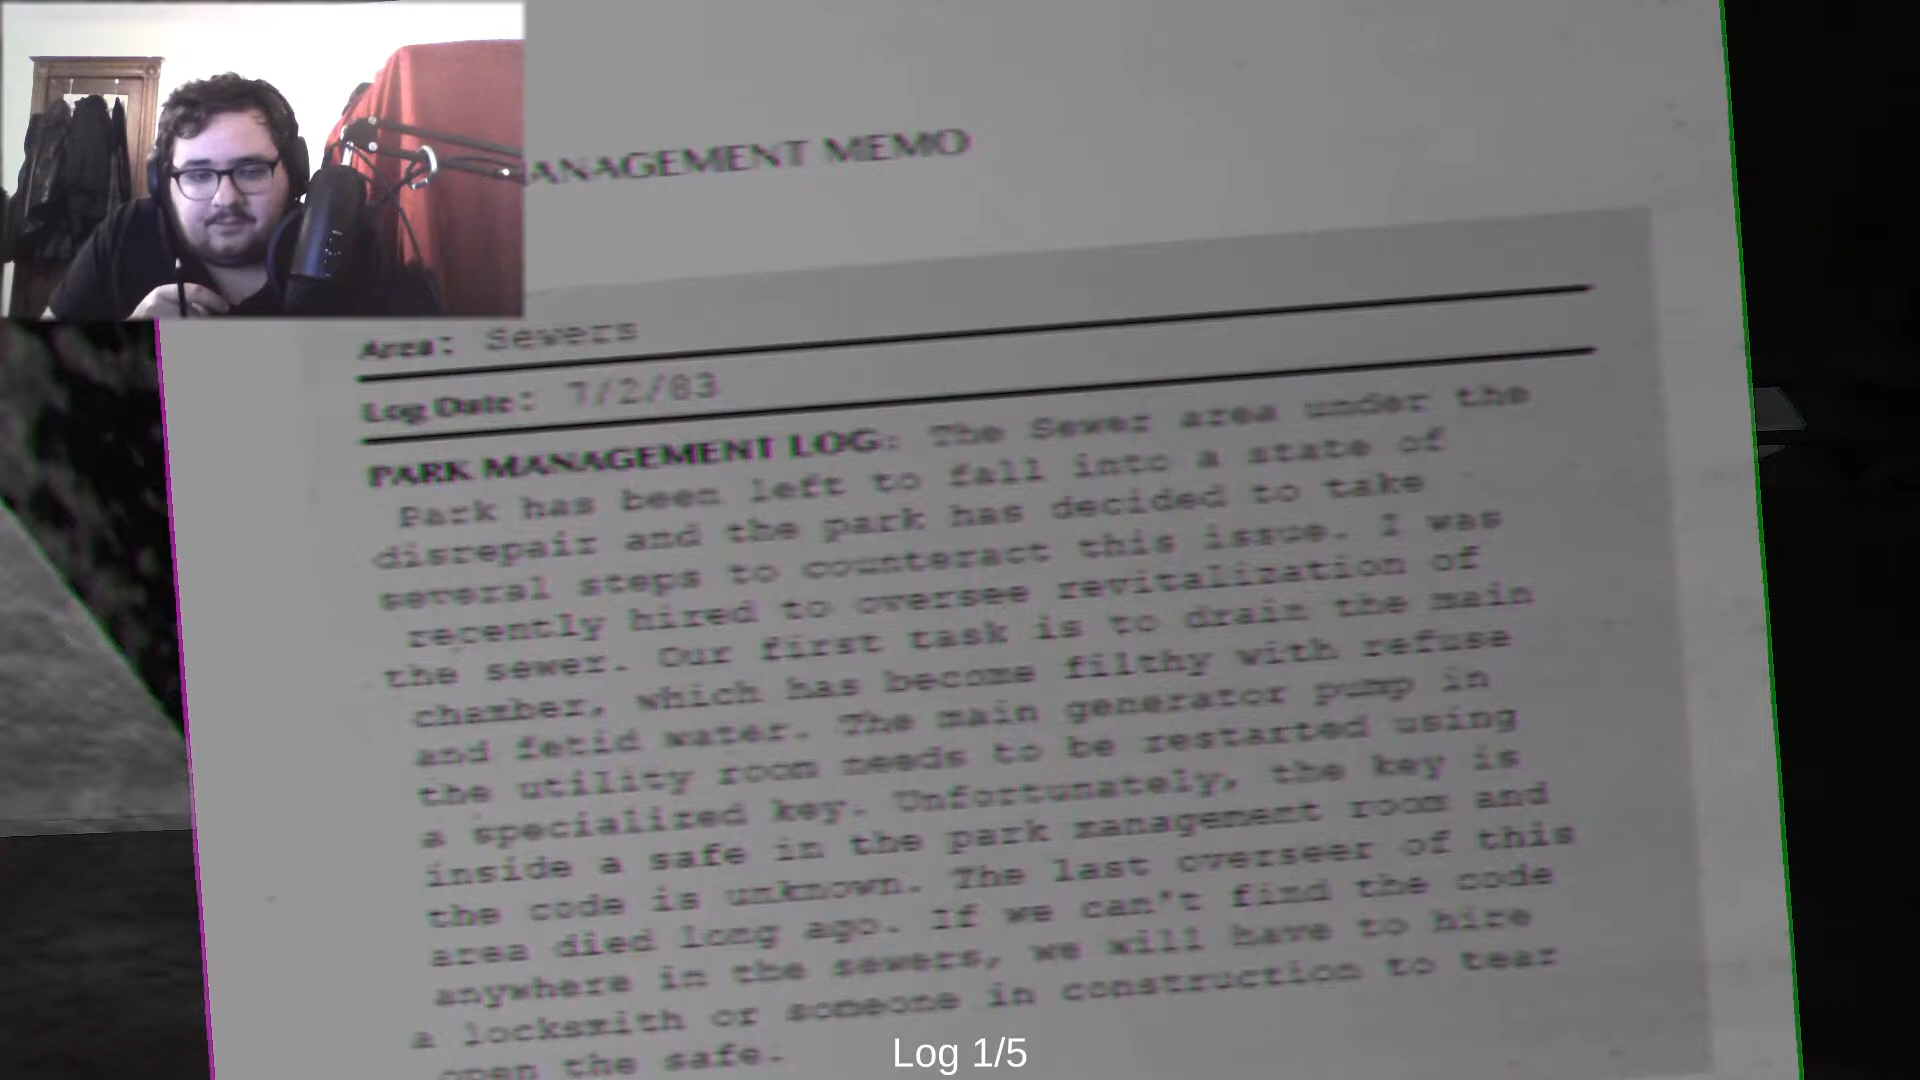 ANAGEMENT MEMO
Area: Sewers
Log Date: 7/2/83
PARK MANAGEMENT LOG: The Sewer area under the
Park has been left to fall into a state of
disrepair and the park has decided to take
several steps to counteract this issue. I was
recently hired to oversee revitalization of
the sewer. Our first task is to drain the main
chamber, which has become filthy with refuse
and fetid water. The main generator pump in
the utility room needs to be restarted using
a specialized key. Unfortunately, the key is
inside a safe in the park management room and
the code is unknown. The last overseer of this
area died long ago. If we can't find the code
anywhere in the sewers, we will have to hire
a locksmith or someone in construction to tear
open the safe.
Log 1/5